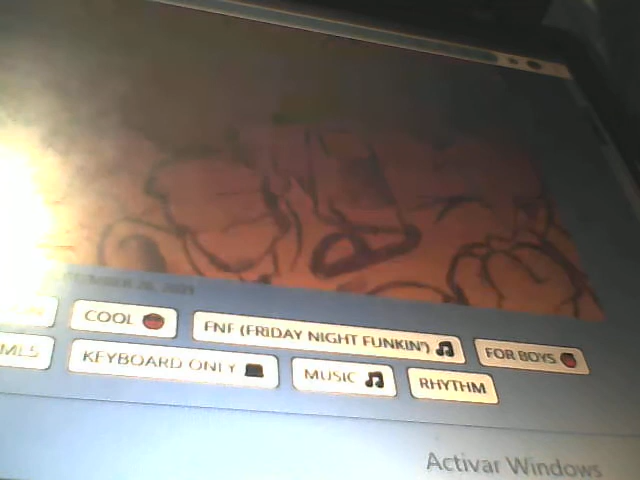 COOL FNF (FRIDAY NIGHT FUNKIN') FOR BOYS
KEYBOARD ONLY MUSIC RHYTHM
Activar Windows